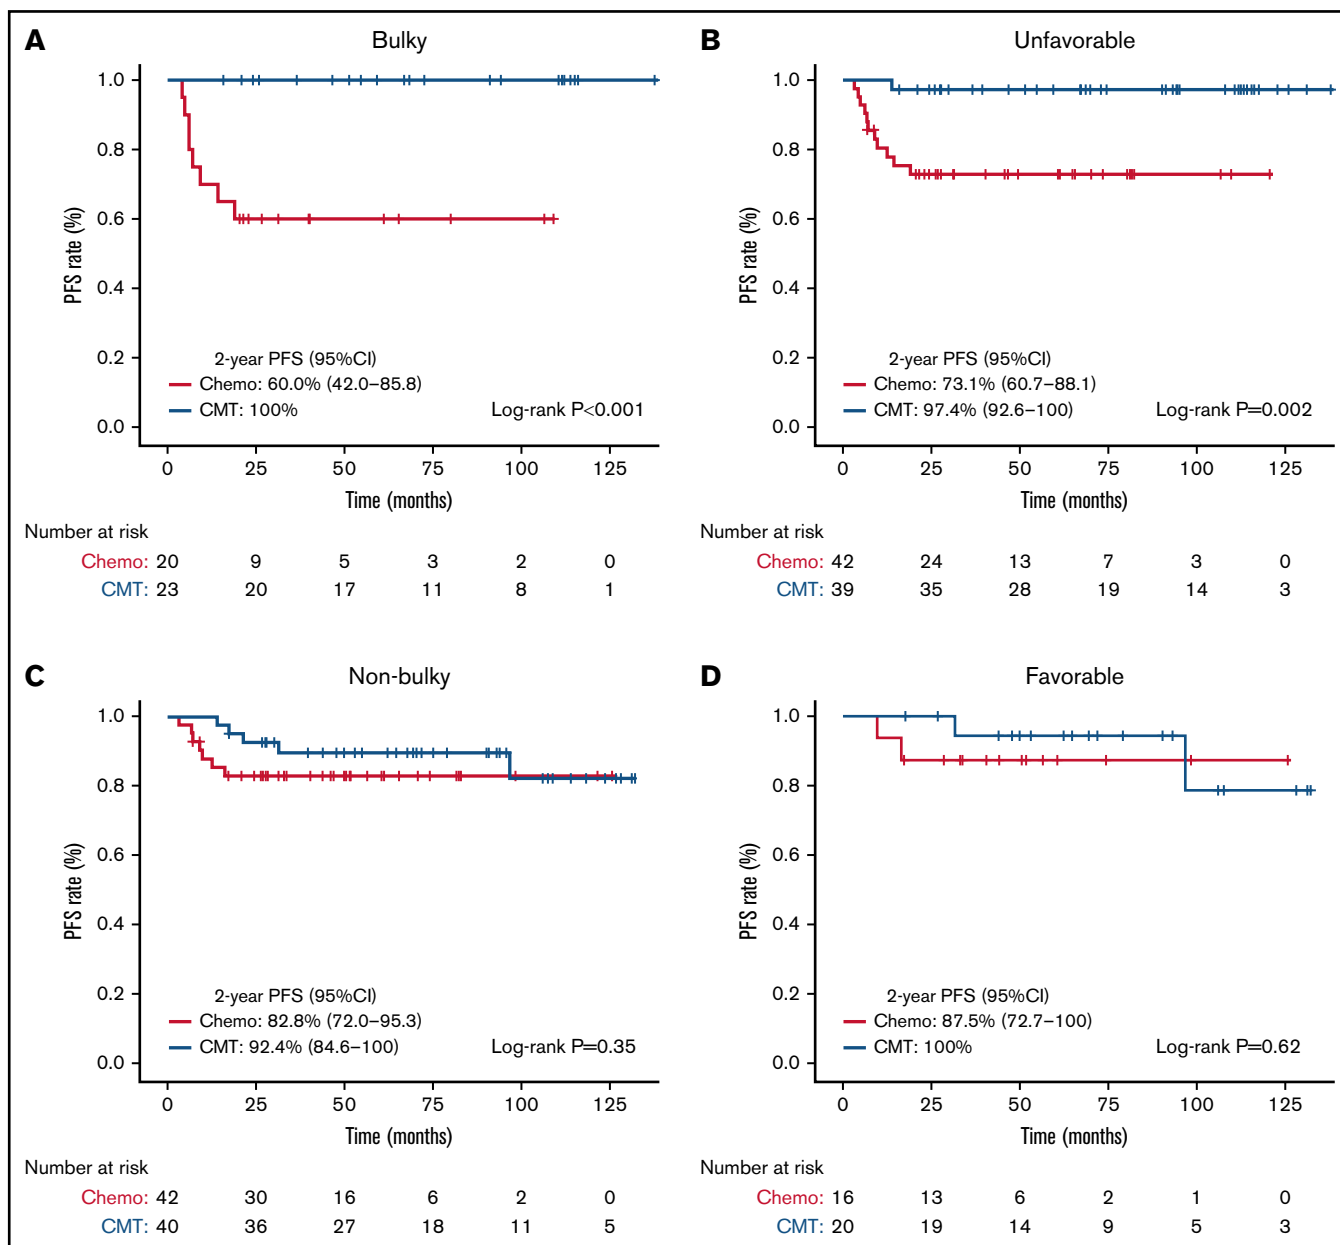 A
Bulky
1.0
0.8
0.6
0.4
0.2
0.0
PFS rate (%)
2-year PFS (95%CI)
Chemo: 60.0% (42.0–85.8)
CMT: 100%
Log-rank P<0.001
0 25 50 75 100 125
Time (months)
Number at risk
Chemo: 20 9 5 3 2 0
CMT: 23 20 17 11 8 1
B
Unfavorable
1.0
0.8
0.6
0.4
0.2
0.0
PFS rate (%)
2-year PFS (95%CI)
Chemo: 73.1% (60.7–88.1)
CMT: 97.4% (92.6–100)
Log-rank P=0.002
0 25 50 75 100 125
Time (months)
Number at risk
Chemo: 42 24 13 7 3 0
CMT: 39 35 28 19 14 3
C
Non-bulky
1.0
0.8
0.6
0.4
0.2
0.0
PFS rate (%)
2-year PFS (95%CI)
Chemo: 82.8% (72.0–95.3)
CMT: 92.4% (84.6–100)
Log-rank P=0.35
0 25 50 75 100 125
Time (months)
Number at risk
Chemo: 42 30 16 6 2 0
CMT: 40 36 27 18 11 5
D
Favorable
1.0
0.8
0.6
0.4
0.2
0.0
PFS rate (%)
2-year PFS (95%CI)
Chemo: 87.5% (72.7–100)
CMT: 100%
Log-rank P=0.62
0 25 50 75 100 125
Time (months)
Number at risk
Chemo: 16 13 6 2 1 0
CMT: 20 19 14 9 5 3